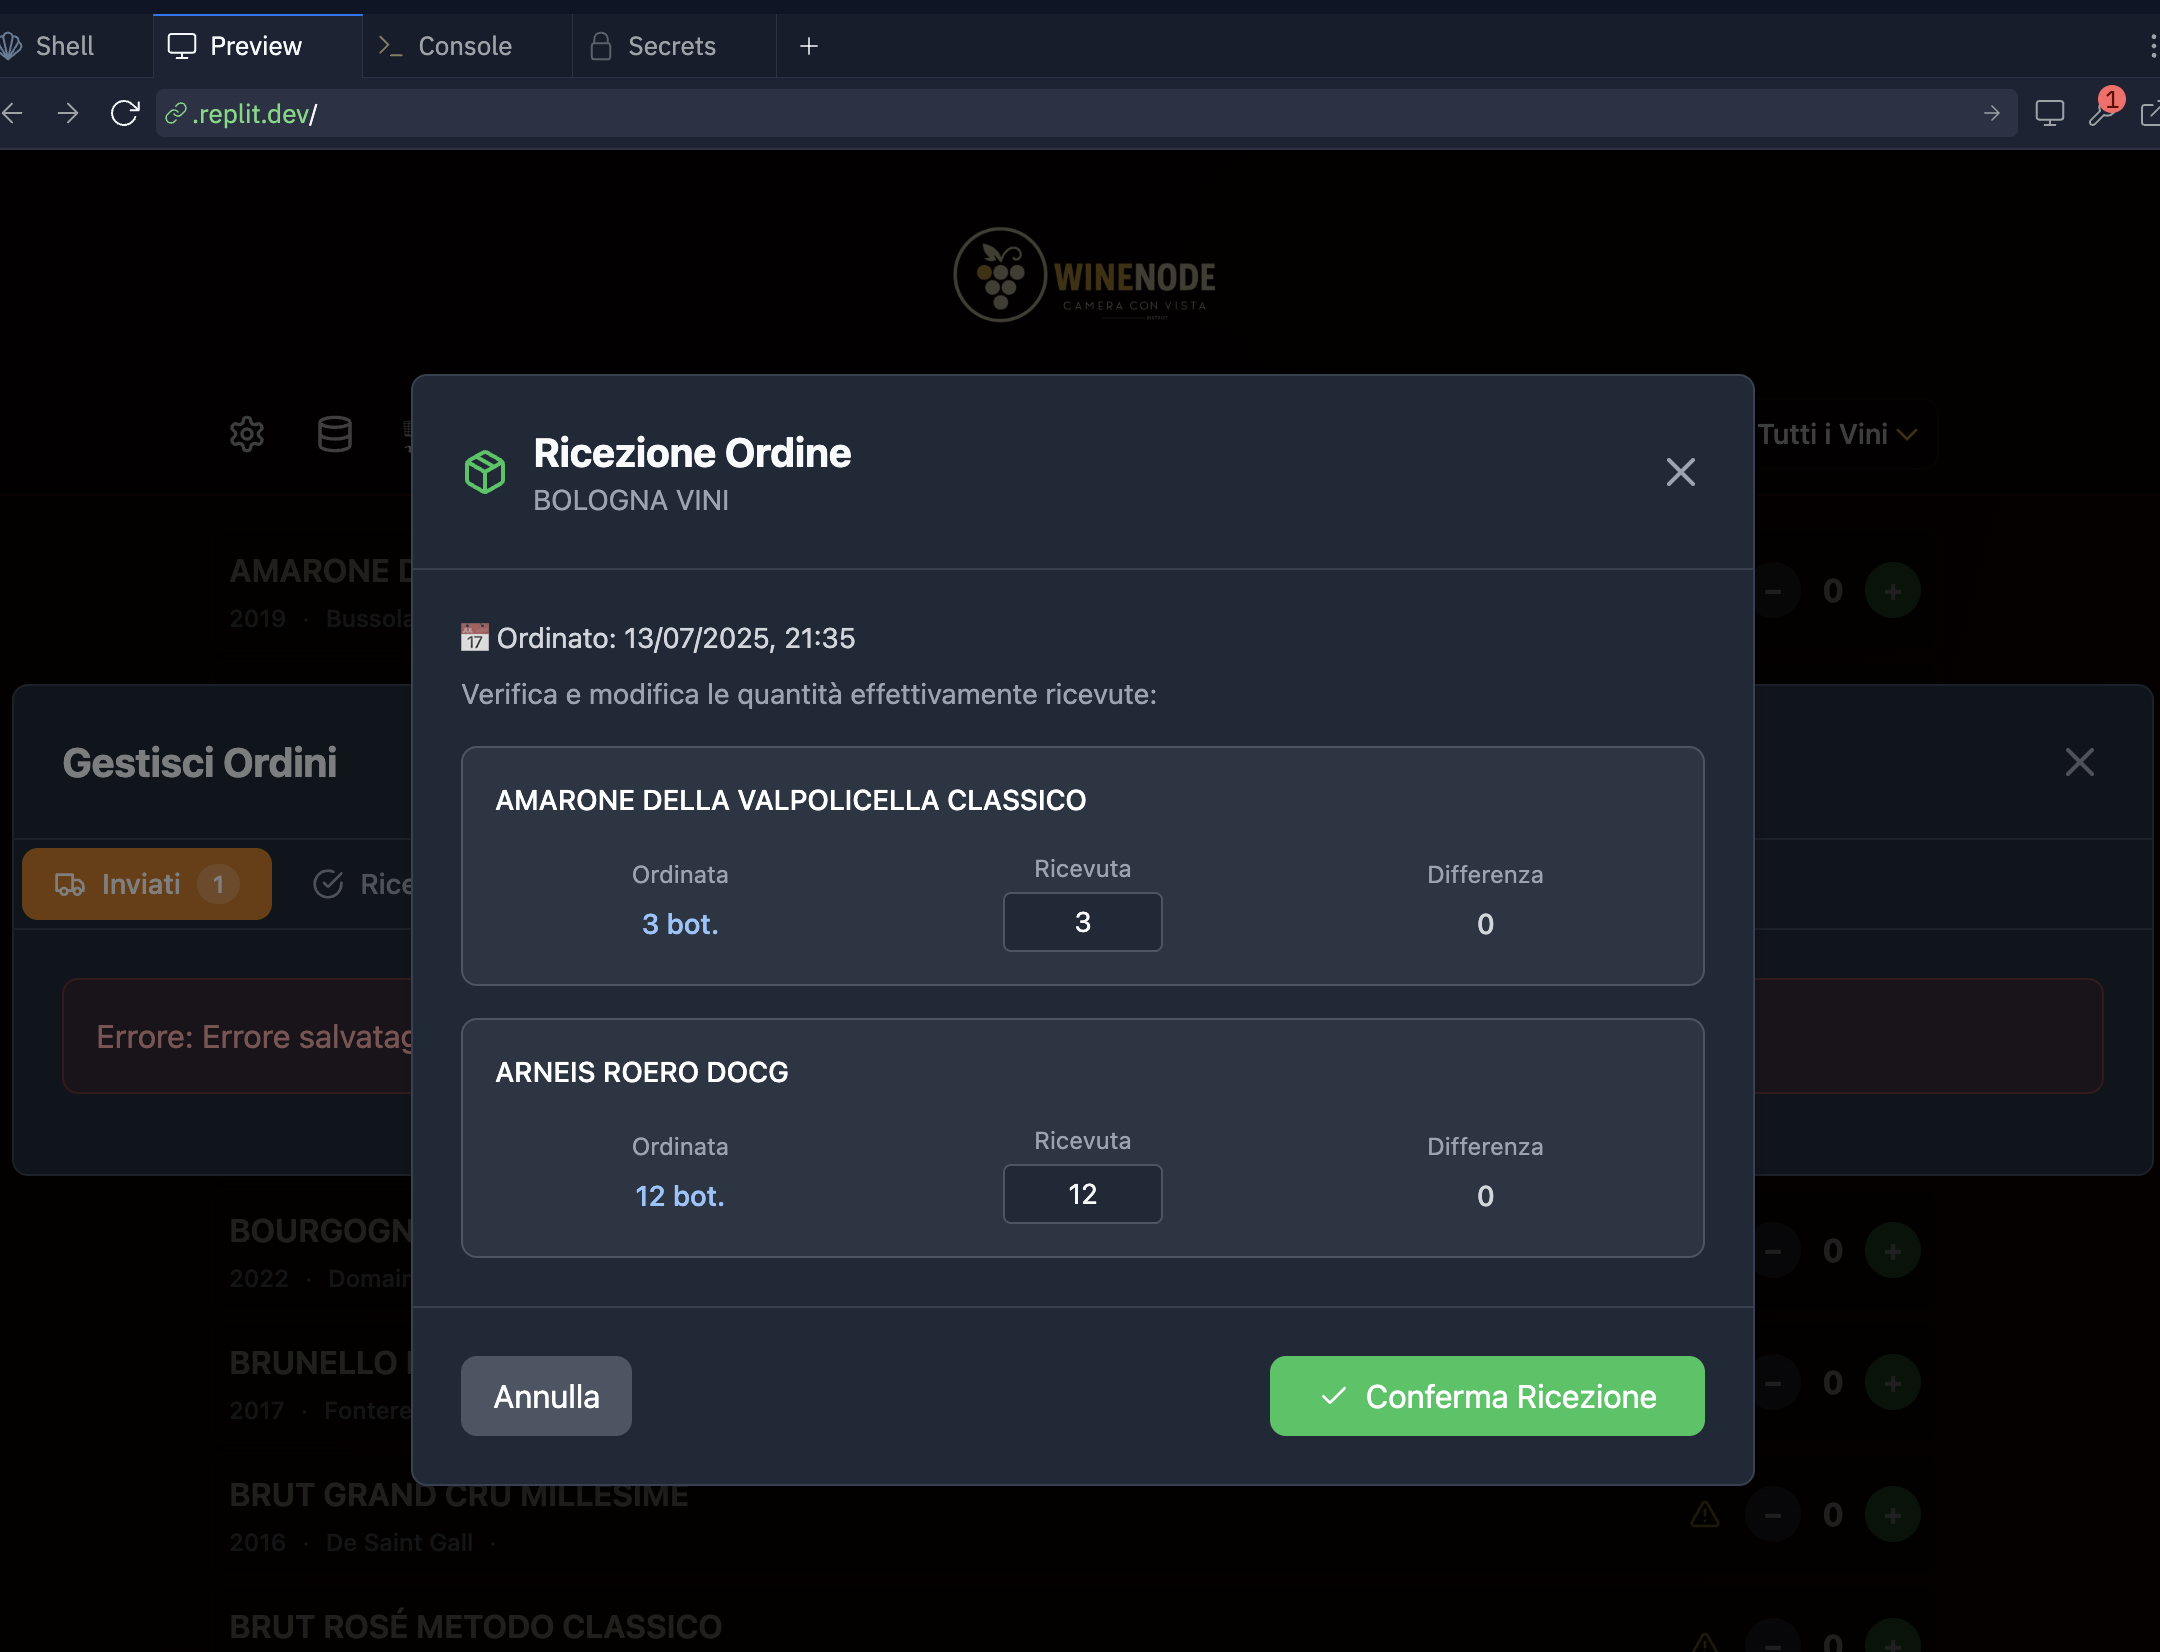 Shell
Preview
Console
Secrets
.replit.dev/
1
WINENODE
CAMERA CON VISTA
Tutti i Vini
Ricezione Ordine
BOLOGNA VINI
AMARONE D
2019 · Bussola
0
Ordinato: 13/07/2025, 21:35
Verifica e modifica le quantità effettivamente ricevute:
Gestisci Ordini
Inviati 1
Rice
Errore: Errore salvatag
AMARONE DELLA VALPOLICELLA CLASSICO
Ordinata Ricevuta Differenza
3 bot. 3 0
ARNEIS ROERO DOCG
Ordinata Ricevuta Differenza
12 bot. 12 0
BOURGOGN
2022 · Domain
0
BRUNELLO
2017 · Fontere
0
Annulla
Conferma Ricezione
BRUT GRAND CRU MILLESIME
2016 · De Saint Gall ·
0
BRUT ROSÉ METODO CLASSICO
0